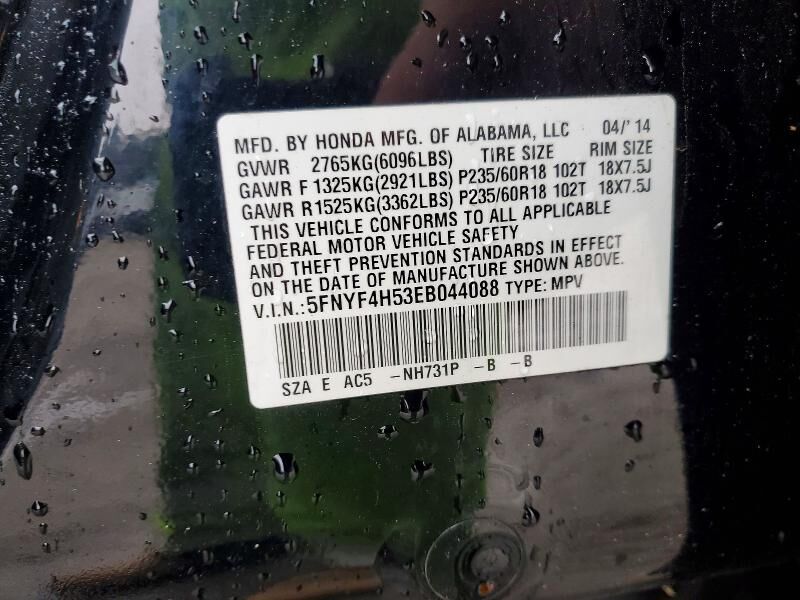 MFD. BY HONDA MFG. OF ALABAMA, LLC 04/'14
GVWR 2765KG(6096LBS) TIRE SIZE RIM SIZE
GAWR F 1325KG(2921LBS) P235/60R18 102T 18X7.5J
GAWR R1525KG(3362LBS) P235/60R18 102T 18X7.5J
THIS VEHICLE CONFORMS TO ALL APPLICABLE
FEDERAL MOTOR VEHICLE SAFETY
AND THEFT PREVENTION STANDARDS IN EFFECT
ON THE DATE OF MANUFACTURE SHOWN ABOVE.
V.I.N.:5FNYF4H53EB044088 TYPE: MPV
SZA E AC5 -NH731P -B -B